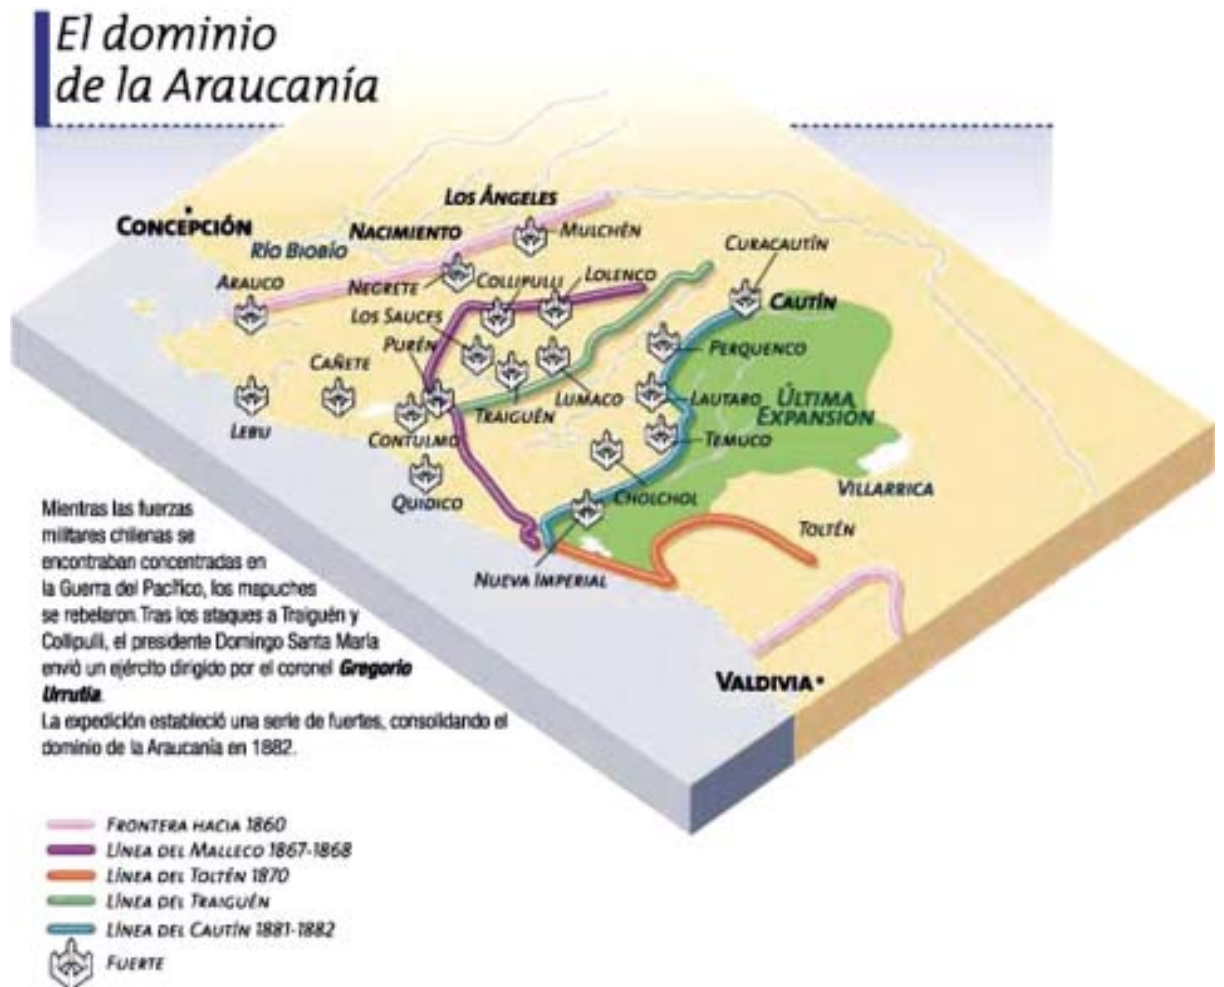 El dominio
de la Araucanía
LOS ÁNGELES
CONCEPCIÓN
NACIMIENTO
MULCHÉN
RÍO BIOBÍO
CURACAUTÍN
ARAUCO
NEGRETE
COLLIPULLI
LOLENCO
LOS SAUCES
CAUTÍN
PURÉN
PERQUENCO
CAÑETE
LUMACO
LAUTARO
ÚLTIMA
EXPANSIÓN
TRAIGUÉN
LEBU
CONTULMO
TEMUCO
QUIDICO
CHOLCHOL
VILLARRICA
TOLTÉN
NUEVA IMPERIAL
VALDIVIA
Mientras las fuerzas
militares chilenas se
encontraban concentradas en
la Guerra del Pacífico, los mapuches
se rebelaron. Tras los ataques a Traiguén y
Collipulli, el presidente Domingo Santa María
envió un ejército dirigido por el coronel Gregorio
Urrutia.
La expedición estableció una serie de fuertes, consolidando el
dominio de la Araucanía en 1882.
FRONTERA HACIA 1860
LÍNEA DEL MALLECO 1867-1868
LÍNEA DEL TOLTÉN 1870
LÍNEA DEL TRAIGUÉN
LÍNEA DEL CAUTÍN 1881-1882
FUERTE